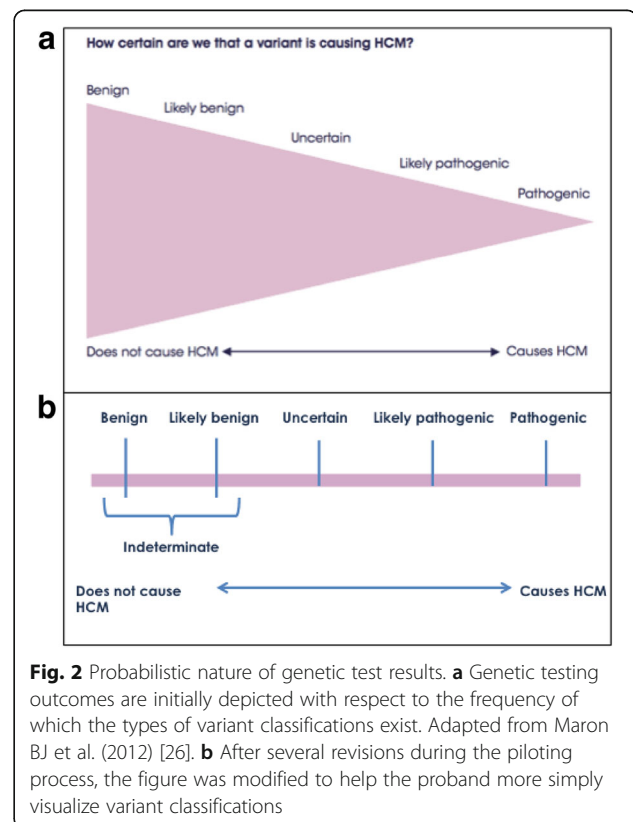 a
How certain are we that a variant is causing HCM?
Benign
Likely benign
Uncertain
Likely pathogenic
Pathogenic
Does not cause HCM
Causes HCM
b
Benign Likely benign Uncertain Likely pathogenic Pathogenic
Indeterminate
Does not cause
HCM
Causes HCM
Fig. 2 Probabilistic nature of genetic test results. a Genetic testing
outcomes are initially depicted with respect to the frequency of
which the types of variant classifications exist. Adapted from Maron
BJ et al. (2012) [26]. b After several revisions during the piloting
process, the figure was modified to help the proband more simply
visualize variant classifications